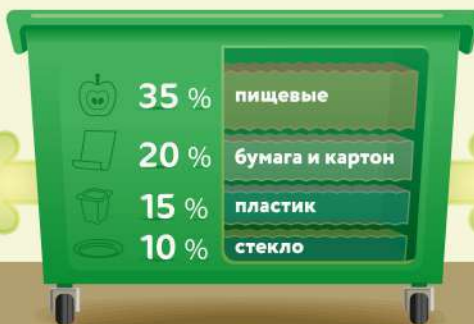 35 % пищевые
20 % бумага и картон
15 % пластик
10 % стекло